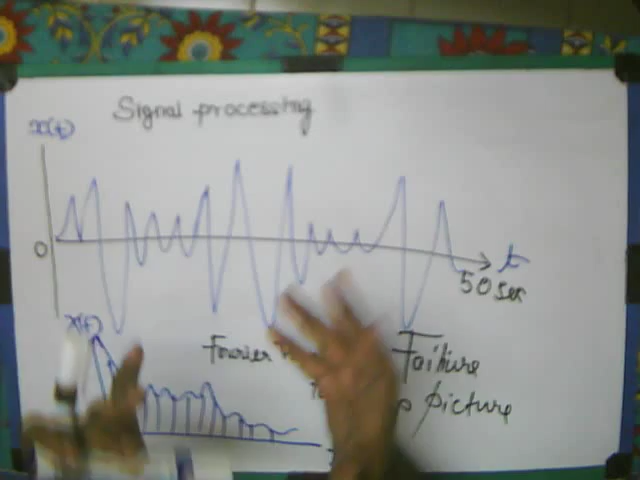 Signal processing
x(t)
0
t
50 sec
X(f)
Fourier
Failure
picture